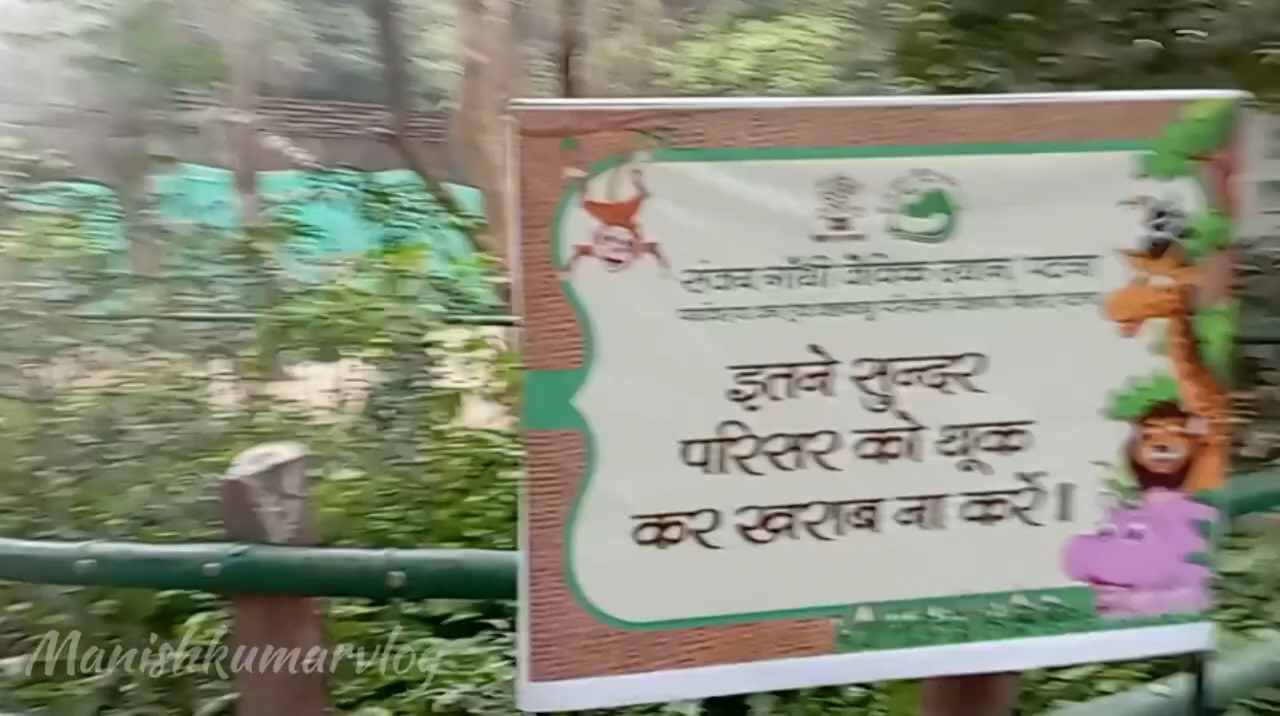 संजय गाँधी जैविक उद्यान, पटना
इतने सुन्दर
परिसर को थूक
कर खराब ना करें।
Manishkumarvlog